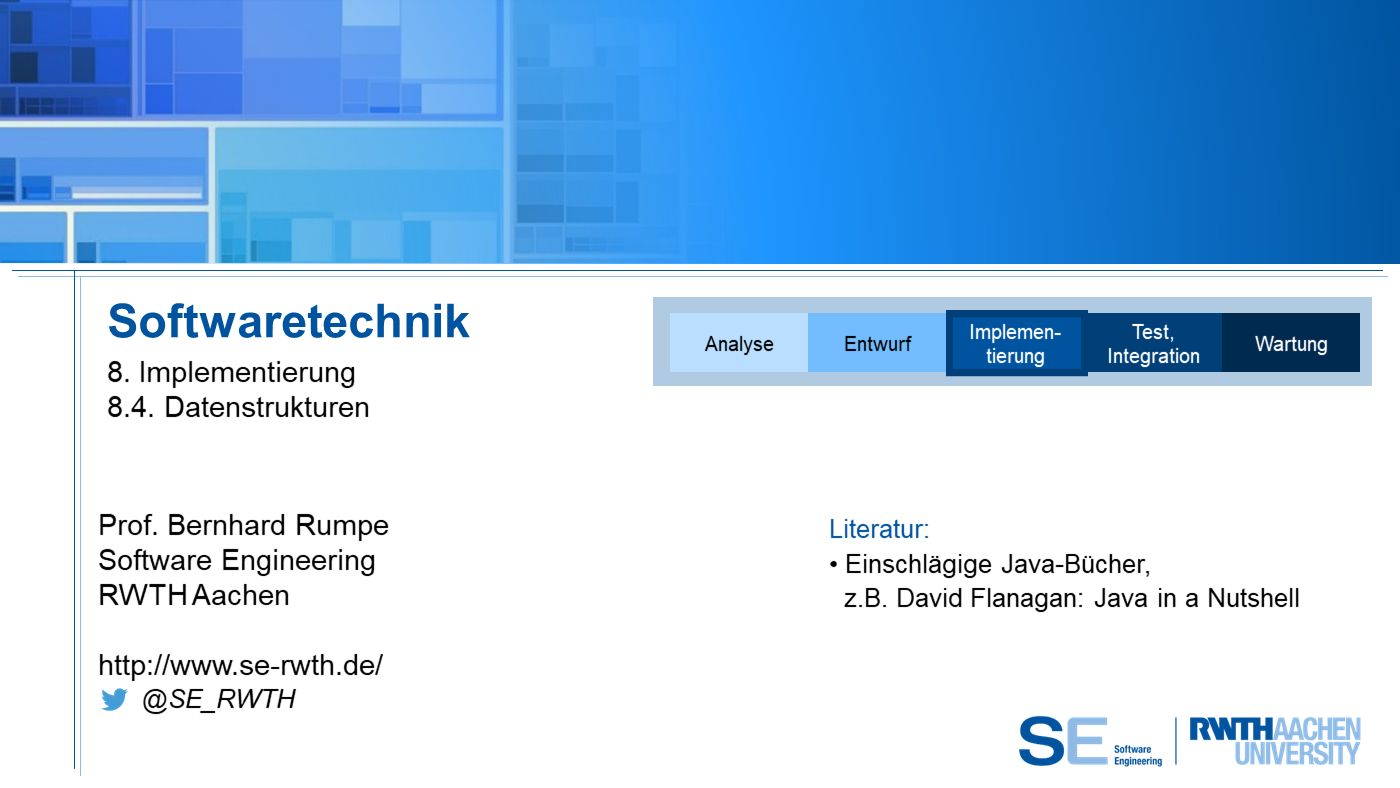 Softwaretechnik
8. Implementierung
8.4. Datenstrukturen
Analyse
Entwurf
Implemen-
tierung
Test,
Integration
Wartung
Prof. Bernhard Rumpe
Software Engineering
RWTH Aachen
http://www.se-rwth.de/
@SE_RWTH
Literatur:
• Einschlägige Java-Bücher,
z.B. David Flanagan: Java in a Nutshell
SE Software
Engineering
RWTHAACHEN
UNIVERSITY